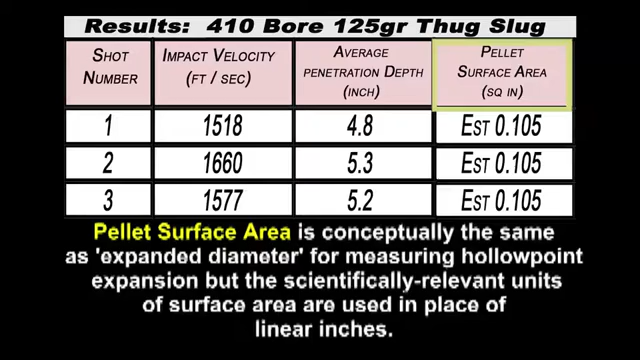 Results: 410 Bore 125gr Thug Slug
Shot Number | Impact Velocity (ft / sec) | Average Penetration Depth (inch) | Pellet Surface Area (sq in)
1 | 1518 | 4.8 | Est 0.105
2 | 1660 | 5.3 | Est 0.105
3 | 1577 | 5.2 | Est 0.105
Pellet Surface Area is conceptually the same
as 'expanded diameter' for measuring hollowpoint
expansion but the scientifically-relevant units
of surface area are used in place of
linear inches.